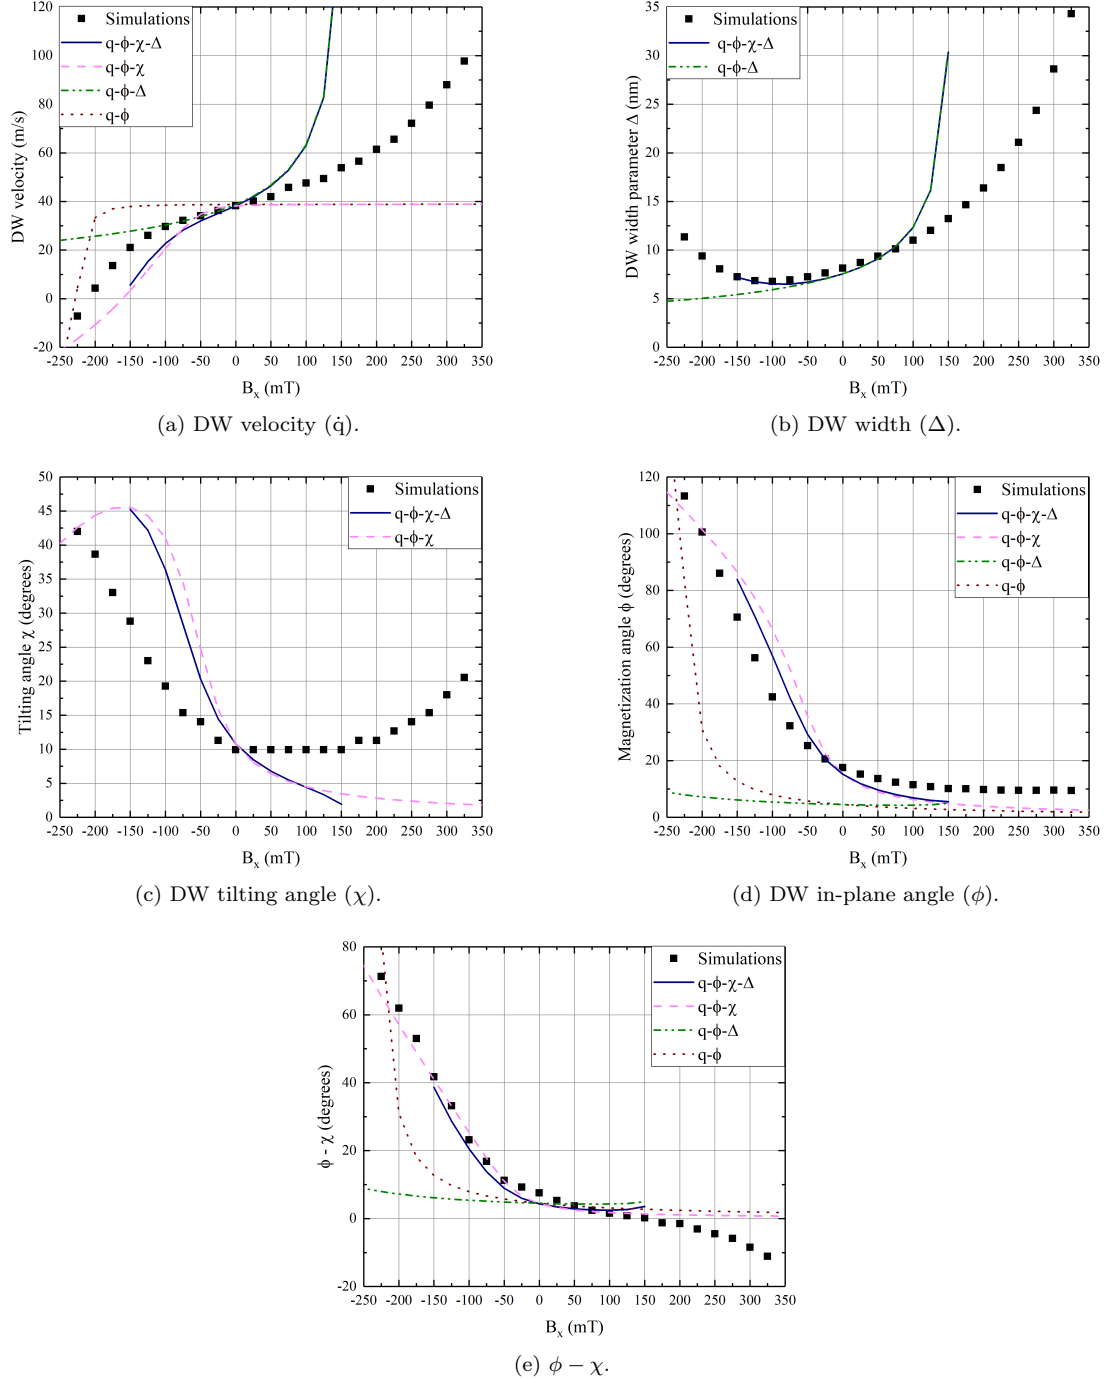 Simulations
q-ϕ-χ-Δ
q-ϕ-χ
q-ϕ-Δ
q-ϕ
DW velocity (m/s)
120
100
80
60
40
20
0
-20
-250 -200 -150 -100 -50 0 50 100 150 200 250 300 350
B_x (mT)
(a) DW velocity (q̇).
Simulations
q-ϕ-χ-Δ
q-ϕ-Δ
DW width parameter Δ (nm)
35
30
25
20
15
10
5
0
-250 -200 -150 -100 -50 0 50 100 150 200 250 300 350
B_x (mT)
(b) DW width (Δ).
Simulations
q-ϕ-χ-Δ
q-ϕ-χ
Tilting angle χ (degrees)
50
45
40
35
30
25
20
15
10
5
0
-250 -200 -150 -100 -50 0 50 100 150 200 250 300 350
B_x (mT)
(c) DW tilting angle (χ).
Simulations
q-ϕ-χ-Δ
q-ϕ-χ
q-ϕ-Δ
q-ϕ
Magnetization angle ϕ (degrees)
120
100
80
60
40
20
0
-250 -200 -150 -100 -50 0 50 100 150 200 250 300 350
B_x (mT)
(d) DW in-plane angle (ϕ).
Simulations
q-ϕ-χ-Δ
q-ϕ-χ
q-ϕ-Δ
q-ϕ
ϕ - χ (degrees)
80
60
40
20
0
-20
-250 -200 -150 -100 -50 0 50 100 150 200 250 300 350
B_x (mT)
(e) ϕ − χ.